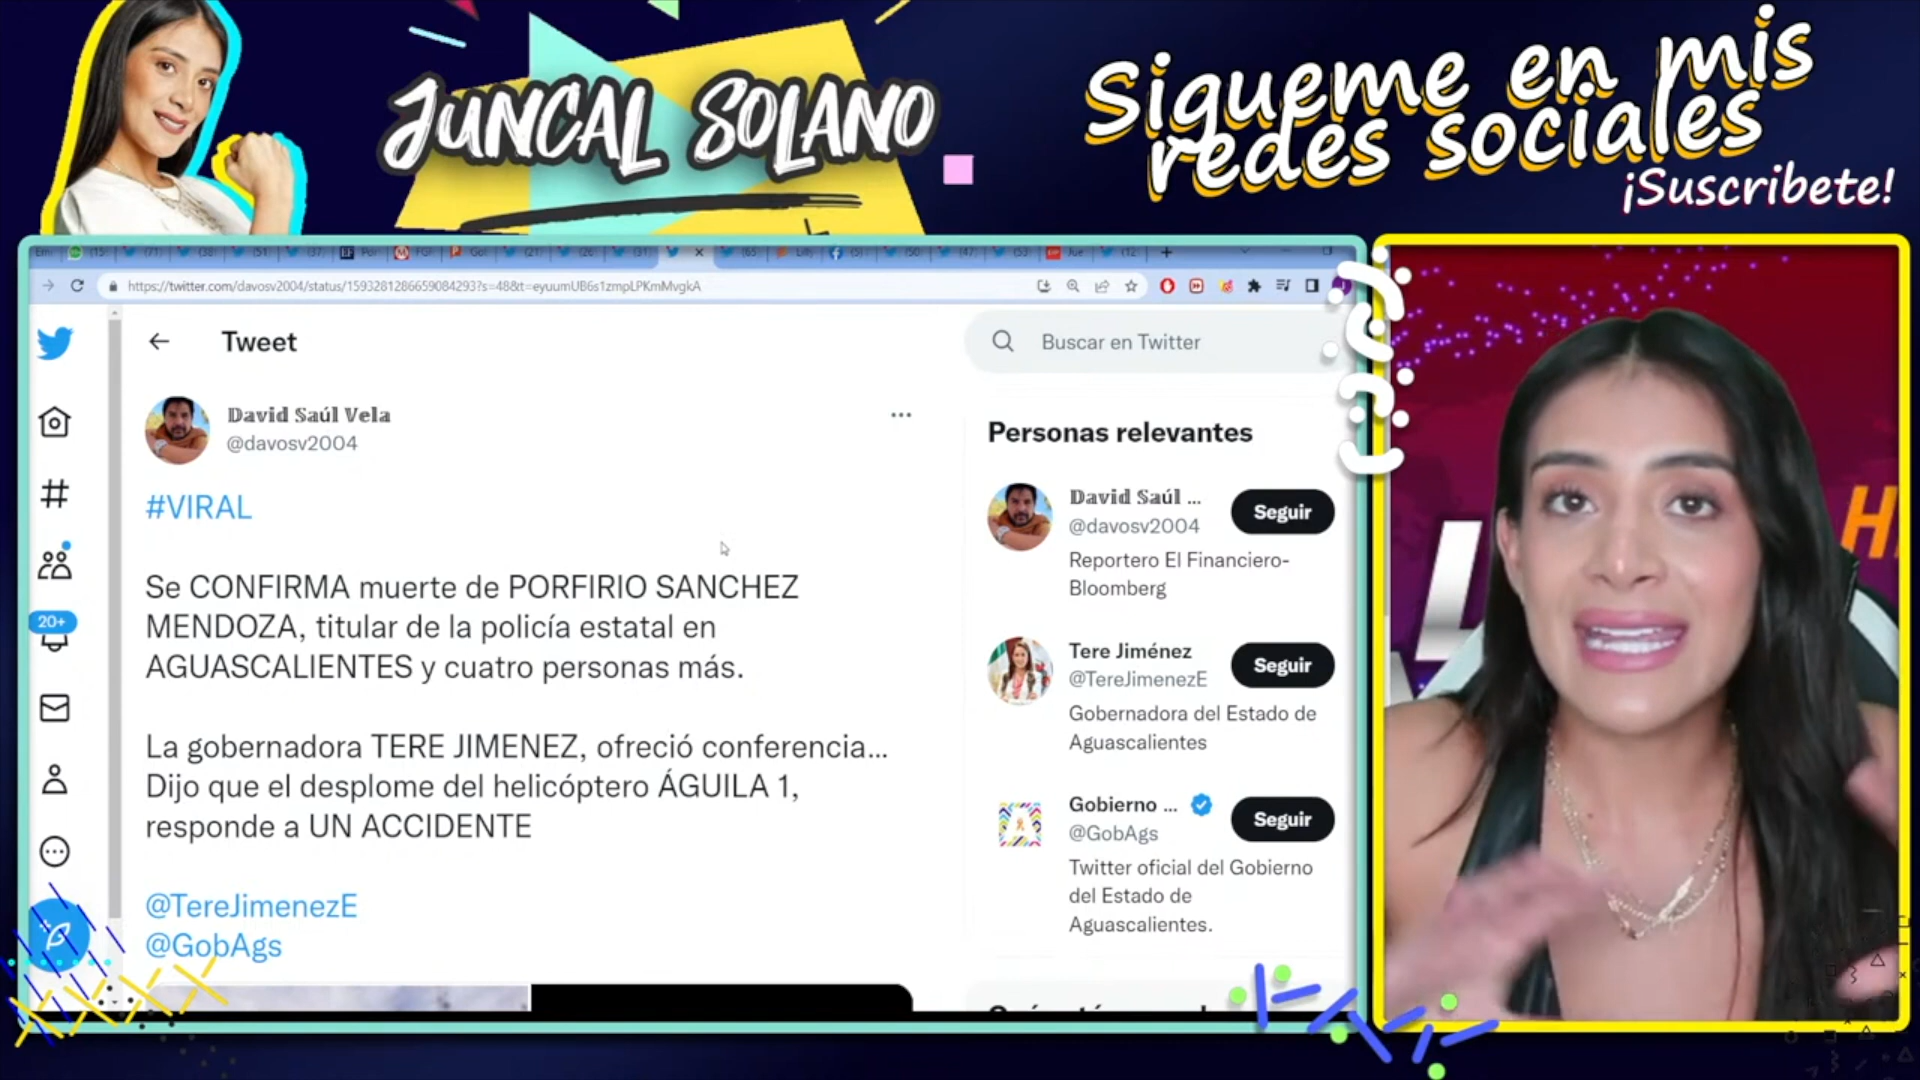 JUNCAL SOLANO
Sigueme en mis
redes sociales
¡Suscribete!
https://twitter.com/davosv2004/status/1593281286659084293?s=48&t=eyuumUB6s1zmpLPKmMvgkA
Tweet
Buscar en Twitter
David Saúl Vela
@davosv2004
#VIRAL
Se CONFIRMA muerte de PORFIRIO SANCHEZ
MENDOZA, titular de la policía estatal en
AGUASCALIENTES y cuatro personas más.
La gobernadora TERE JIMENEZ, ofreció conferencia...
Dijo que el desplome del helicóptero ÁGUILA 1,
responde a UN ACCIDENTE
@TereJimenezE
@GobAgs
20+
Personas relevantes
David Saúl ...
@davosv2004
Seguir
Reportero El Financiero-
Bloomberg
Tere Jiménez
@TereJimenezE
Seguir
Gobernadora del Estado de
Aguascalientes
Gobierno ...
@GobAgs
Seguir
Twitter oficial del Gobierno
del Estado de
Aguascalientes.